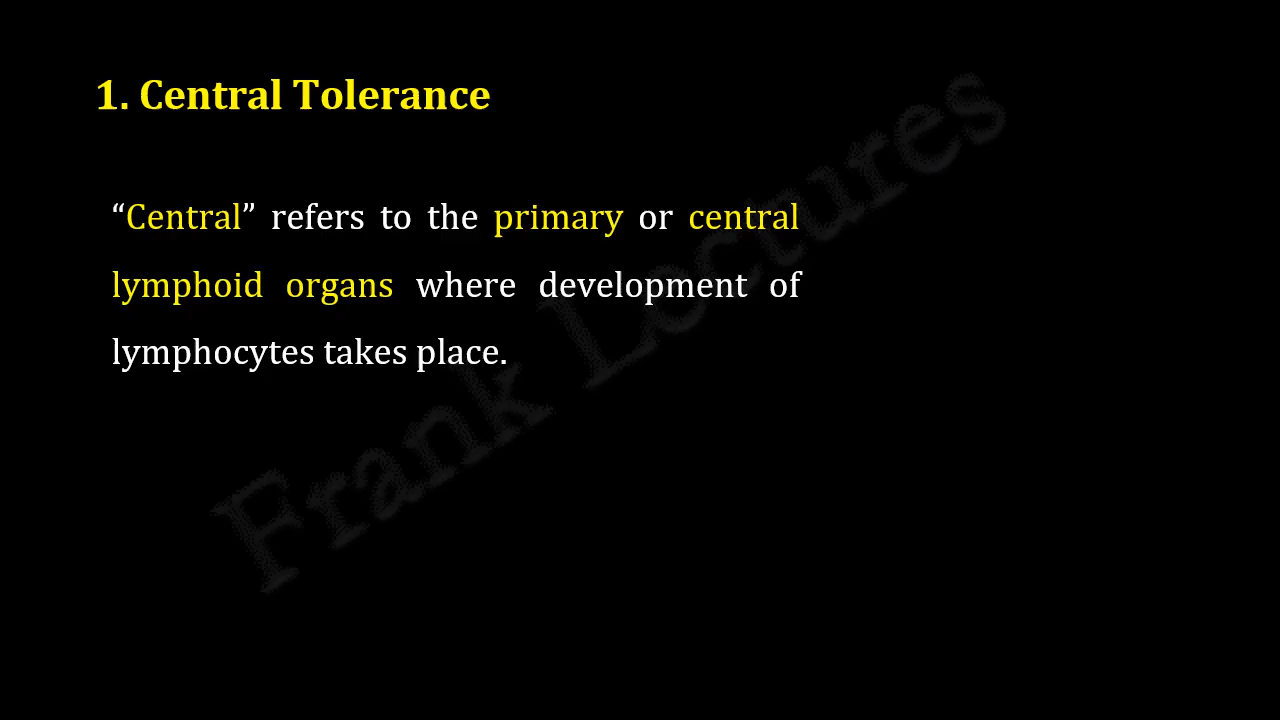 1. Central Tolerance
“Central” refers to the primary or central
lymphoid organs where development of
lymphocytes takes place.
Frank Lectures